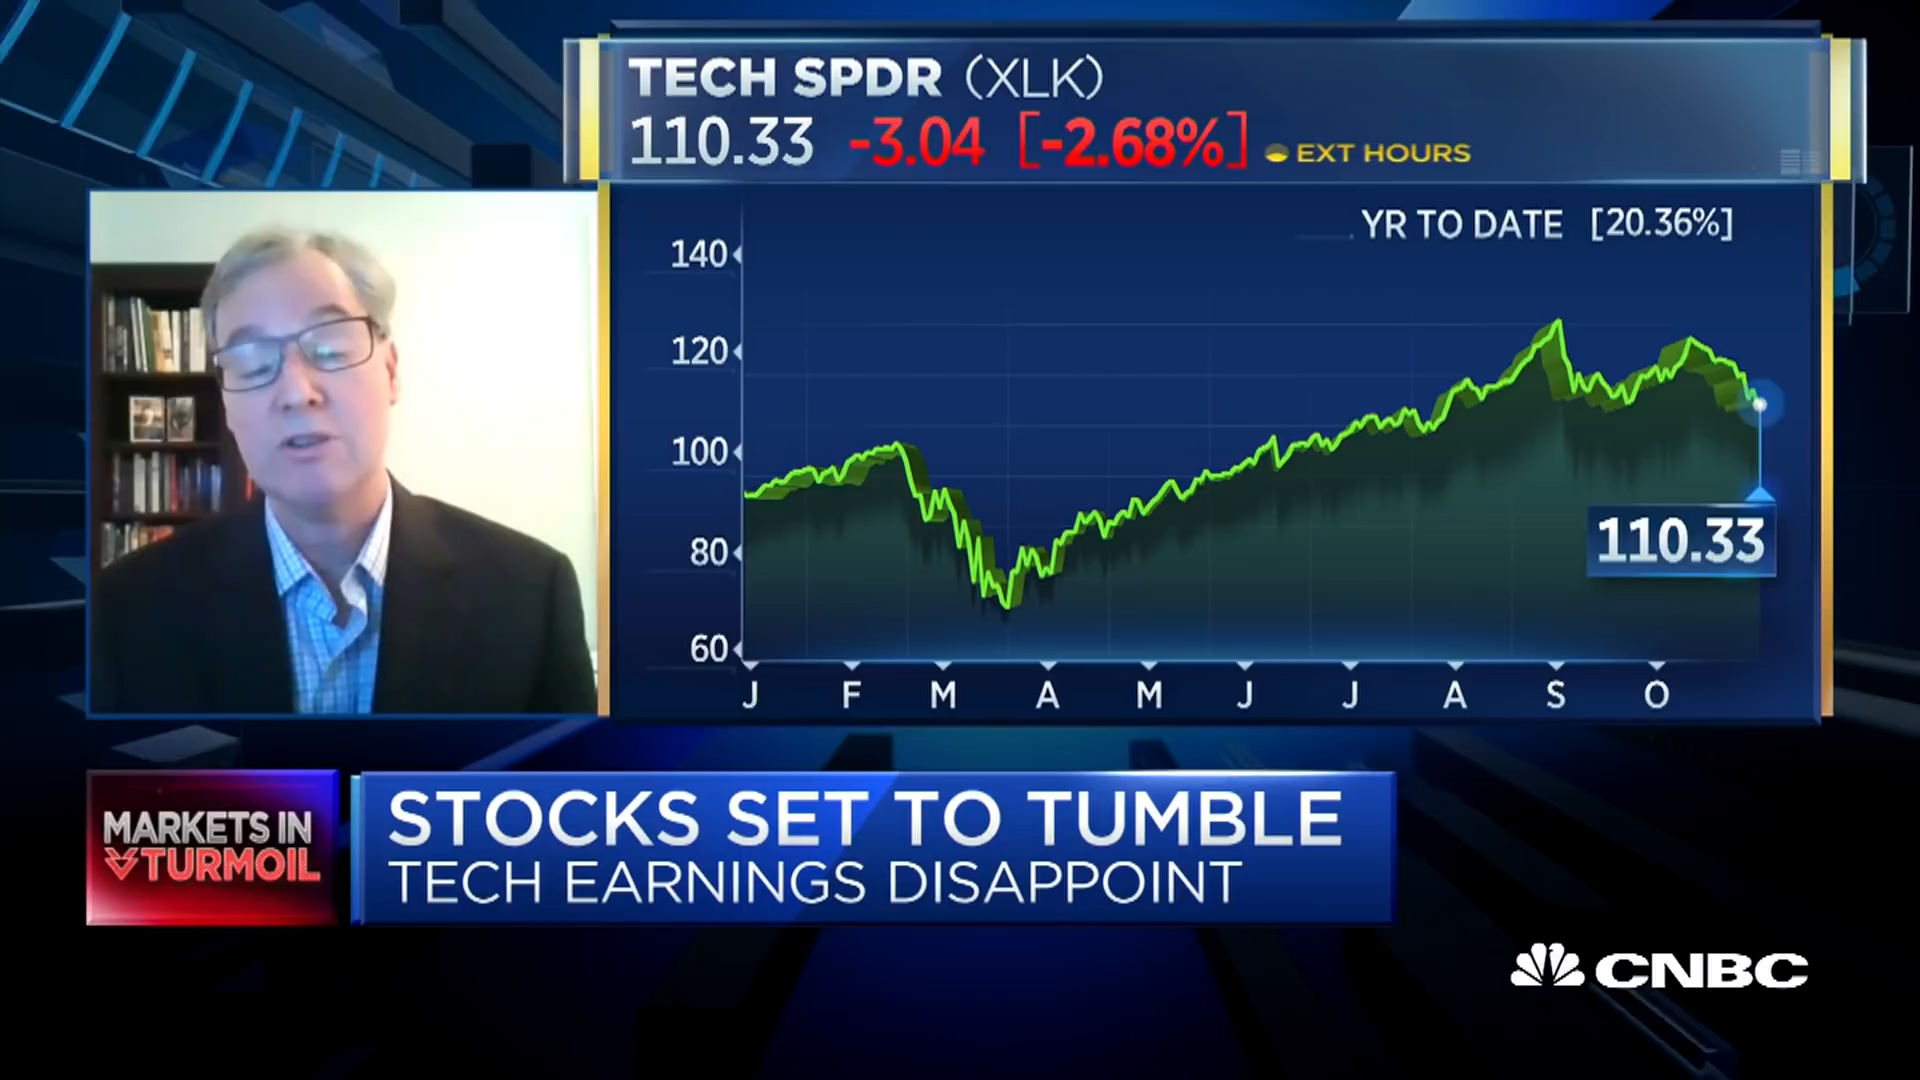 TECH SPDR (XLK)
110.33 -3.04 [-2.68%] EXT HOURS
YR TO DATE [20.36%]
140
120
100
80
60
J F M A M J J A S O
110.33
MARKETS IN
TURMOIL
STOCKS SET TO TUMBLE
TECH EARNINGS DISAPPOINT
CNBC